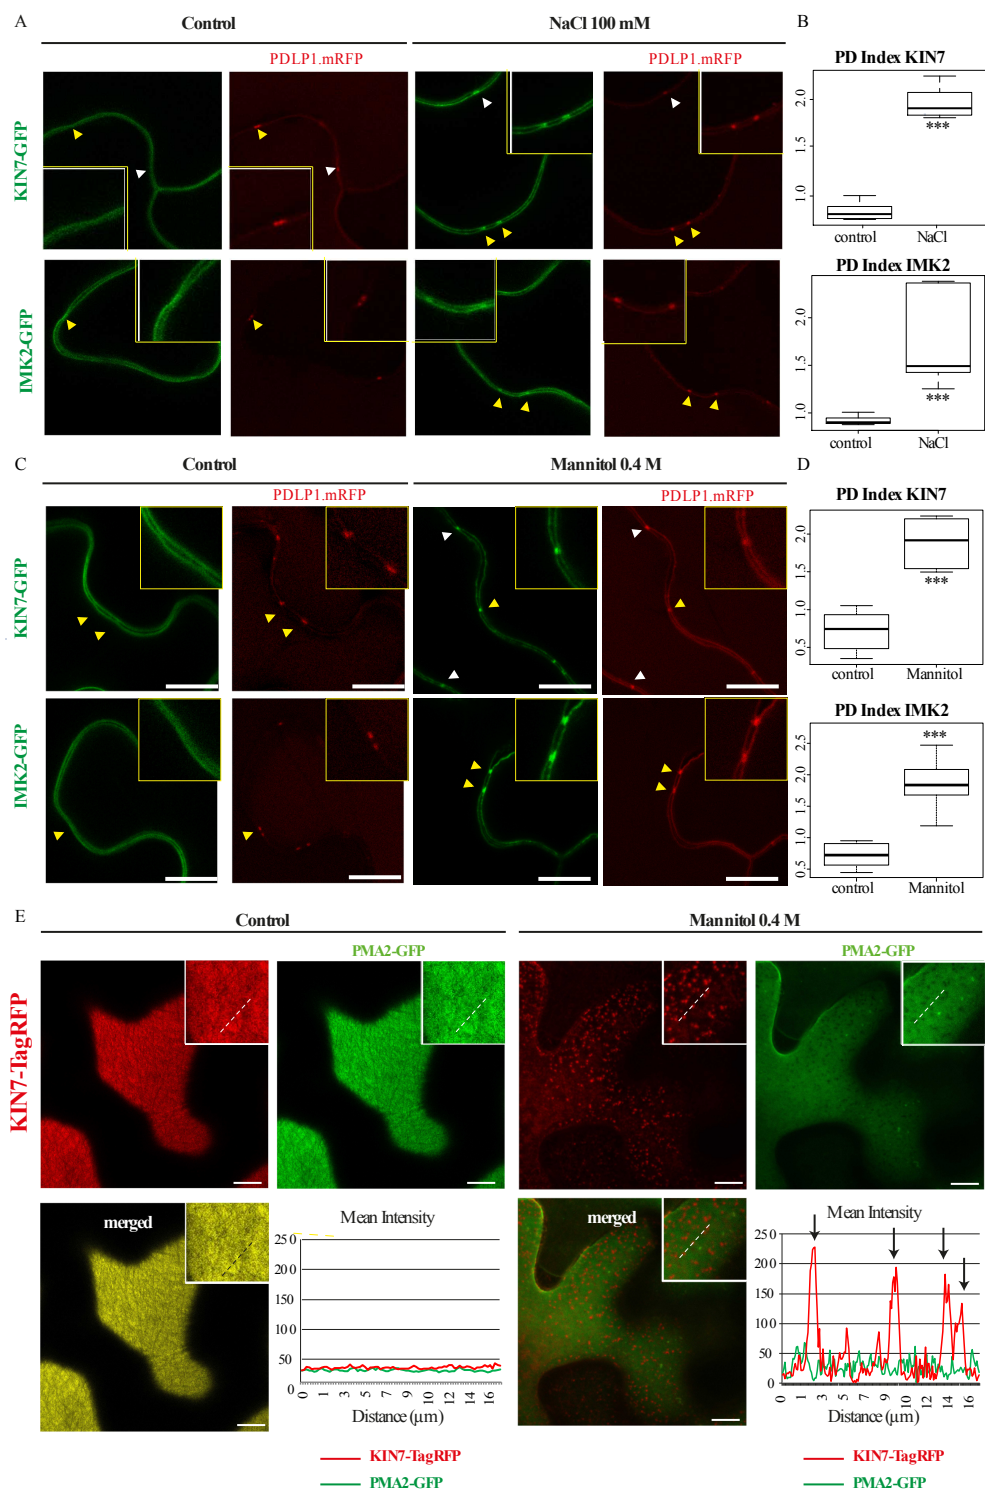 A
Control
NaCl 100 mM
B
PDLP1.mRFP
PDLP1.mRFP
KIN7-GFP
IMK2-GFP
PD Index KIN7
2.0
1.5
1.0
***
control
NaCl
PD Index IMK2
2.0
1.5
1.0
***
control
NaCl
C
Control
Mannitol 0.4 M
D
PDLP1.mRFP
PDLP1.mRFP
KIN7-GFP
IMK2-GFP
PD Index KIN7
2.0
1.5
1.0
0.5
***
control
Mannitol
PD Index IMK2
***
2.5
2.0
1.5
1.0
0.5
control
Mannitol
E
Control
Mannitol 0.4 M
PMA2-GFP
PMA2-GFP
KIN7-TagRFP
merged
Mean Intensity
250
200
150
100
50
0
0 1 3 5 7 9 10 12 14 16
Distance (µm)
KIN7-TagRFP
PMA2-GFP
merged
Mean Intensity
250
200
150
100
50
0
0 1 3 5 7 9 10 12 14 16
Distance (µm)
KIN7-TagRFP
PMA2-GFP